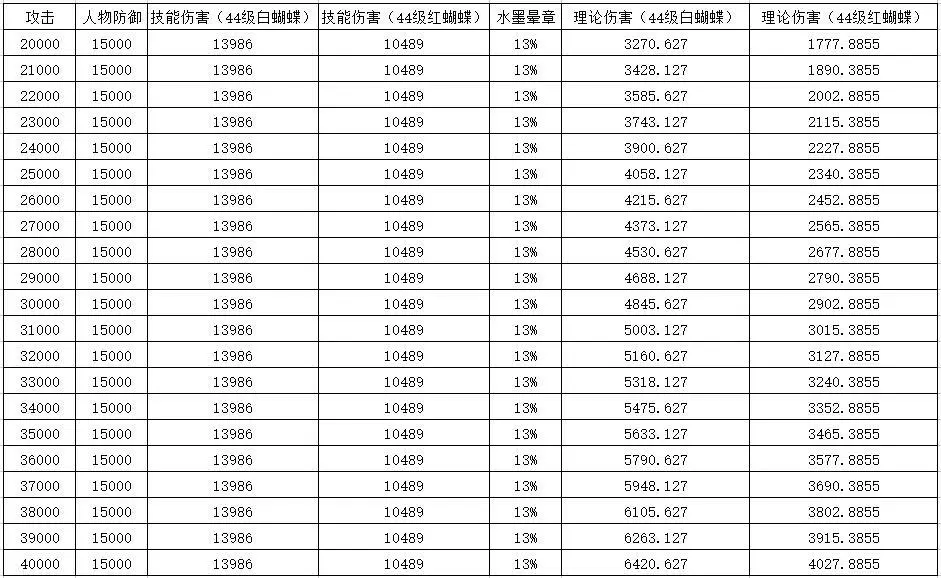 攻击 人物防御 技能伤害（44级白蝴蝶） 技能伤害（44级红蝴蝶） 水墨晕章 理论伤害（44级白蝴蝶） 理论伤害（44级红蝴蝶）
20000 15000 13986 10489 13% 3270.627 1777.8855
21000 15000 13986 10489 13% 3428.127 1890.3855
22000 15000 13986 10489 13% 3585.627 2002.8855
23000 15000 13986 10489 13% 3743.127 2115.3855
24000 15000 13986 10489 13% 3900.627 2227.8855
25000 15000 13986 10489 13% 4058.127 2340.3855
26000 15000 13986 10489 13% 4215.627 2452.8855
27000 15000 13986 10489 13% 4373.127 2565.3855
28000 15000 13986 10489 13% 4530.627 2677.8855
29000 15000 13986 10489 13% 4688.127 2790.3855
30000 15000 13986 10489 13% 4845.627 2902.8855
31000 15000 13986 10489 13% 5003.127 3015.3855
32000 15000 13986 10489 13% 5160.627 3127.8855
33000 15000 13986 10489 13% 5318.127 3240.3855
34000 15000 13986 10489 13% 5475.627 3352.8855
35000 15000 13986 10489 13% 5633.127 3465.3855
36000 15000 13986 10489 13% 5790.627 3577.8855
37000 15000 13986 10489 13% 5948.127 3690.3855
38000 15000 13986 10489 13% 6105.627 3802.8855
39000 15000 13986 10489 13% 6263.127 3915.3855
40000 15000 13986 10489 13% 6420.627 4027.8855